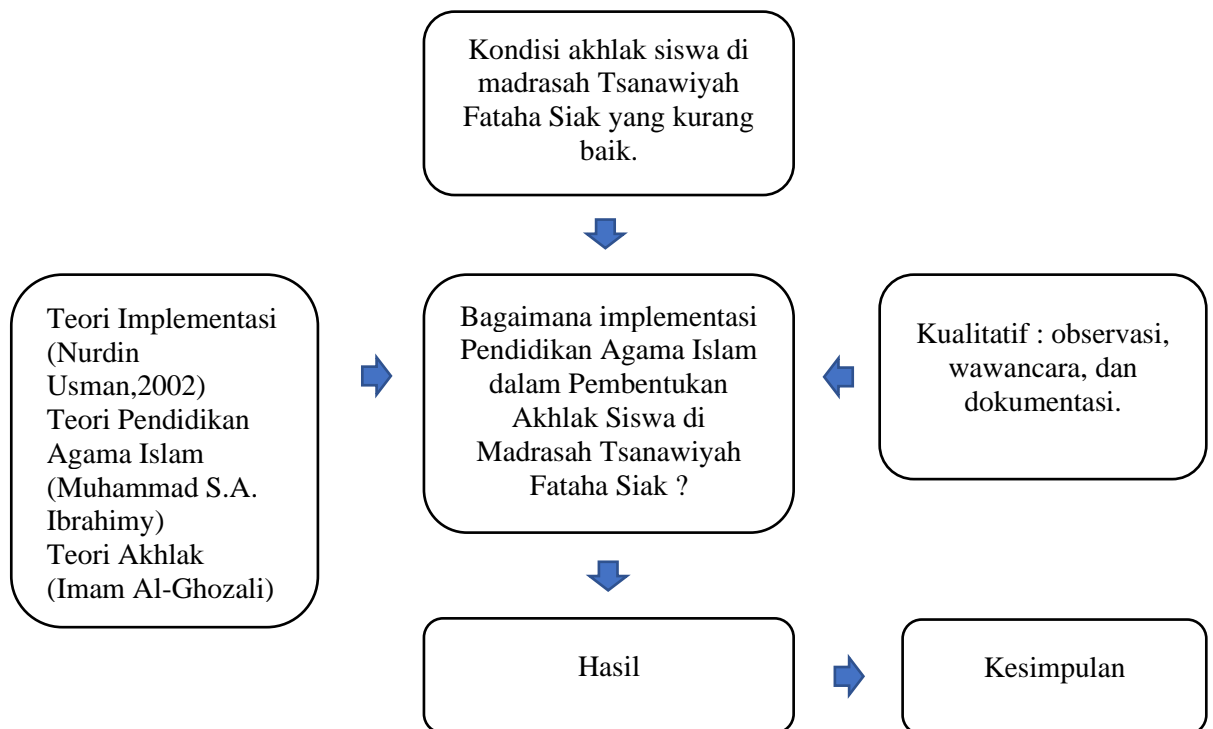 Kondisi akhlak siswa di
madrasah Tsanawiyah
Fataha Siak yang kurang
baik.
Teori Implementasi
(Nurdin
Usman,2002)
Teori Pendidikan
Agama Islam
(Muhammad S.A.
Ibrahimy)
Teori Akhlak
(Imam Al-Ghozali)
Bagaimana implementasi
Pendidikan Agama Islam
dalam Pembentukan
Akhlak Siswa di
Madrasah Tsanawiyah
Fataha Siak ?
Kualitatif : observasi,
wawancara, dan
dokumentasi.
Hasil
Kesimpulan